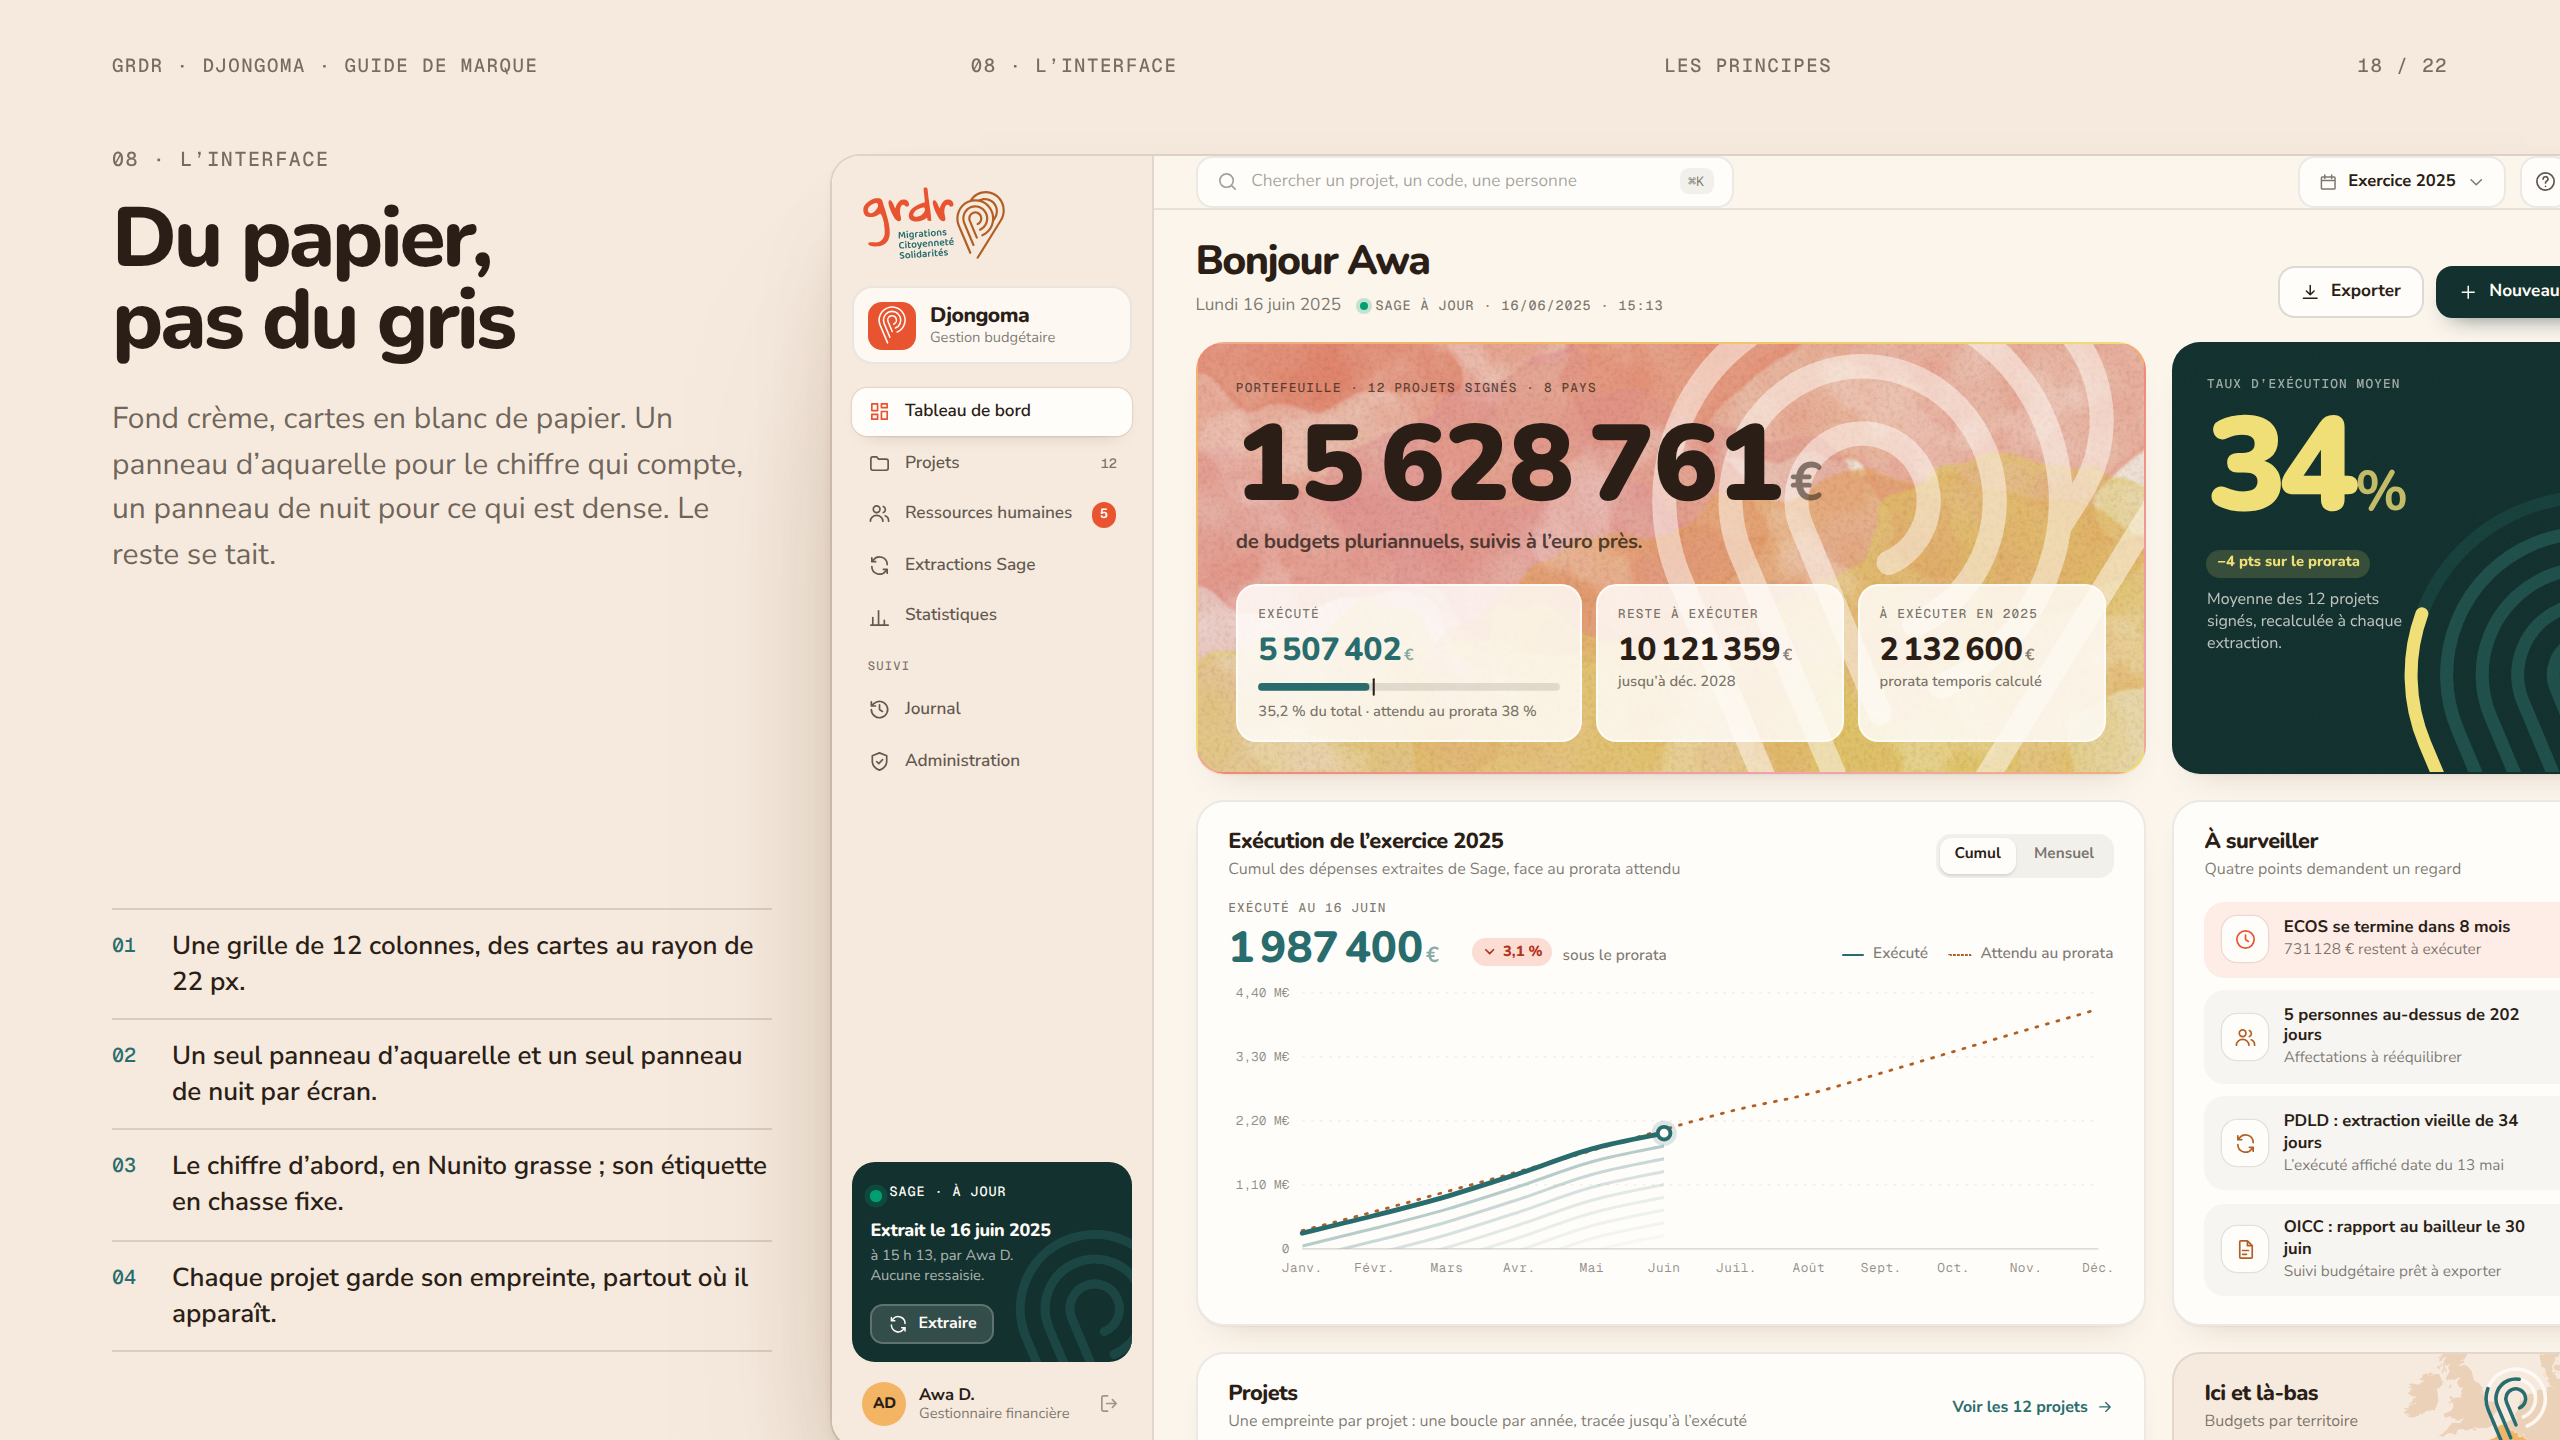 GRDR · DJONGOMA · GUIDE DE MARQUE
08 · L’INTERFACE
LES PRINCIPES
18 / 22
08 · L’INTERFACE
Du papier,
pas du gris
Fond crème, cartes en blanc de papier. Un
panneau d’aquarelle pour le chiffre qui compte,
un panneau de nuit pour ce qui est dense. Le
reste se tait.
01 Une grille de 12 colonnes, des cartes au rayon de
22 px.
02 Un seul panneau d’aquarelle et un seul panneau
de nuit par écran.
03 Le chiffre d’abord, en Nunito grasse ; son étiquette
en chasse fixe.
04 Chaque projet garde son empreinte, partout où il
apparaît.
grdr
Migrations
Citoyenneté
Solidarités
Djongoma
Gestion budgétaire
Tableau de bord
Projets 12
Ressources humaines 5
Extractions Sage
Statistiques
SUIVI
Journal
Administration
SAGE · À JOUR
Extrait le 16 juin 2025
à 15 h 13, par Awa D.
Aucune ressaisie.
Extraire
AD
Awa D.
Gestionnaire financière
Chercher un projet, un code, une personne ⌘K
Exercice 2025
Bonjour Awa
Lundi 16 juin 2025 SAGE À JOUR · 16/06/2025 · 15:13
Exporter
+ Nouveau
PORTEFEUILLE · 12 PROJETS SIGNÉS · 8 PAYS
15 628 761 €
de budgets pluriannuels, suivis à l’euro près.
EXÉCUTÉ
5 507 402 €
35,2 % du total · attendu au prorata 38 %
RESTE À EXÉCUTER
10 121 359 €
jusqu’à déc. 2028
À EXÉCUTER EN 2025
2 132 600 €
prorata temporis calculé
TAUX D’EXÉCUTION MOYEN
34%
−4 pts sur le prorata
Moyenne des 12 projets
signés, recalculée à chaque
extraction.
Exécution de l’exercice 2025
Cumul des dépenses extraites de Sage, face au prorata attendu
Cumul Mensuel
EXÉCUTÉ AU 16 JUIN
1 987 400 € 3,1 % sous le prorata
Exécuté Attendu au prorata
4,40 M€
3,30 M€
2,20 M€
1,10 M€
0
Janv. Févr. Mars Avr. Mai Juin Juil. Août Sept. Oct. Nov. Déc.
À surveiller
Quatre points demandent un regard
ECOS se termine dans 8 mois
731 128 € restent à exécuter
5 personnes au-dessus de 202
jours
Affectations à rééquilibrer
PDLD : extraction vieille de 34
jours
L’exécuté affiché date du 13 mai
OICC : rapport au bailleur le 30
juin
Suivi budgétaire prêt à exporter
Projets
Une empreinte par projet : une boucle par année, tracée jusqu’à l’exécuté
Voir les 12 projets →
Ici et là-bas
Budgets par territoire